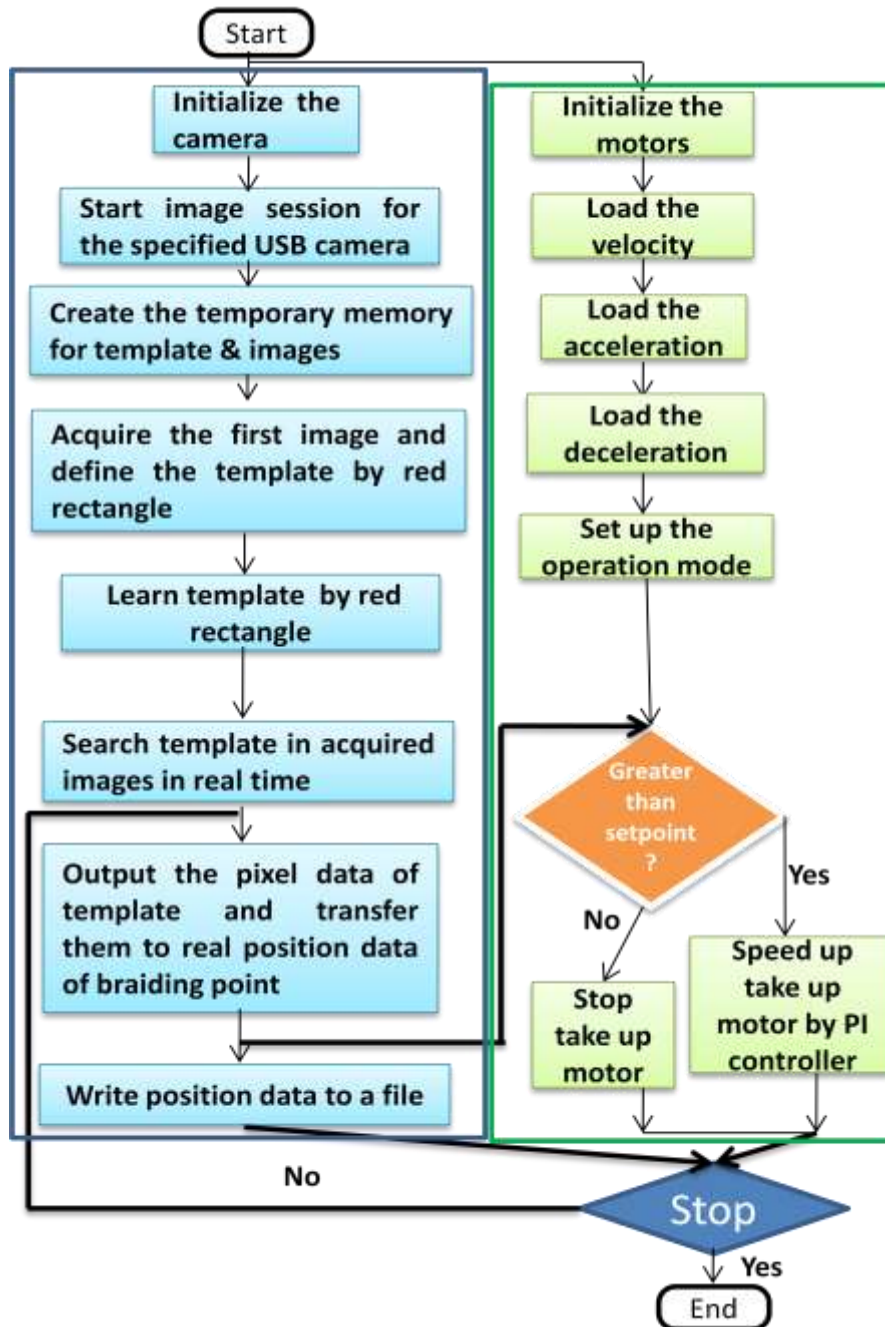 Start
Initialize the
camera
Start image session for
the specified USB camera
Create the temporary memory
for template & images
Acquire the first image and
define the template by red
rectangle
Learn template by red
rectangle
Search template in acquired
images in real time
Output the pixel data of
template and transfer
them to real position data
of braiding point
Write position data to a file
Initialize the
motors
Load the
velocity
Load the
acceleration
Load the
deceleration
Set up the
operation mode
Greater
than
setpoint
?
No
Yes
Stop
take up
motor
Speed up
take up
motor by PI
controller
No
Stop
Yes
End